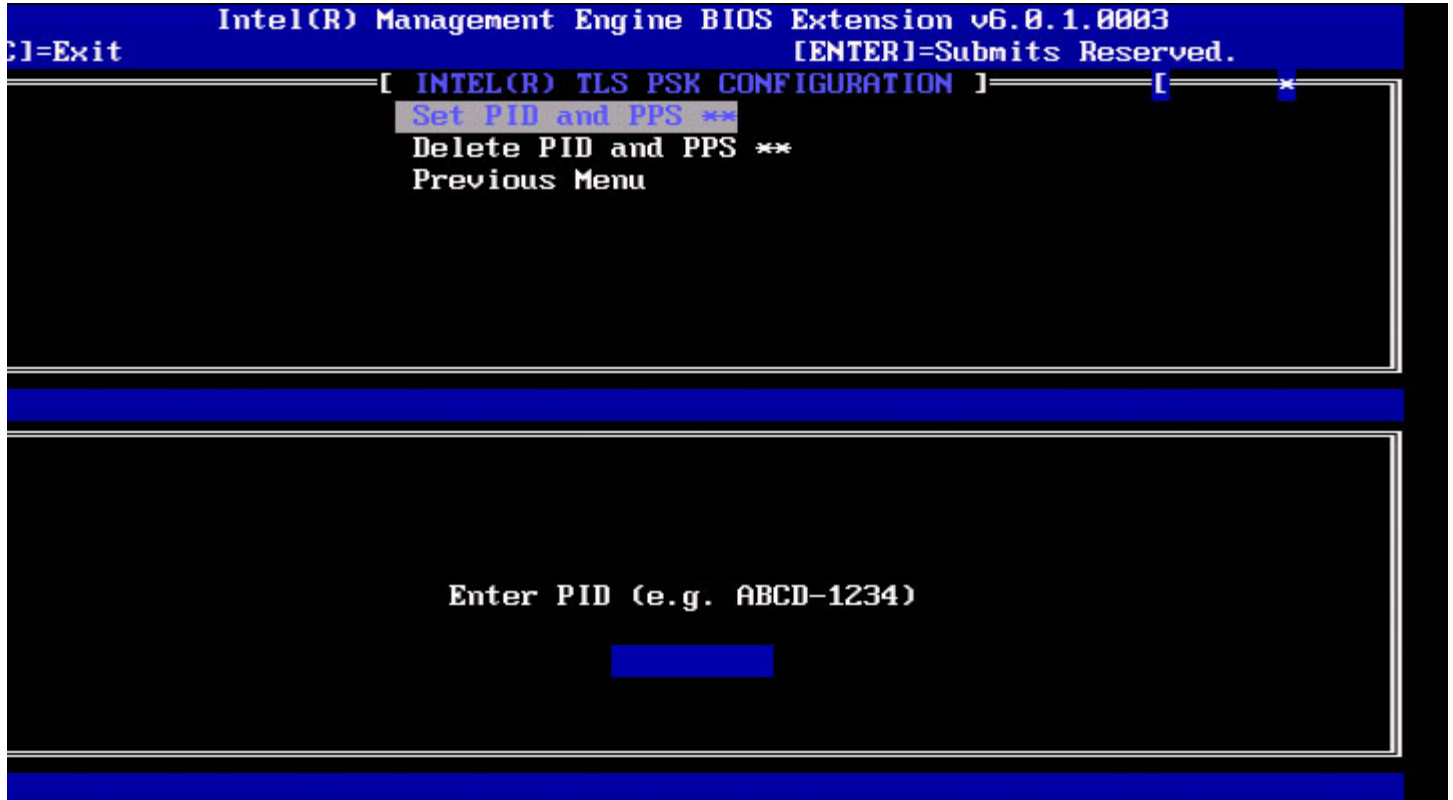 Intel(R) Management Engine BIOS Extension v6.0.1.0003
C]=Exit [ENTER]=Submits Reserved.
[ INTEL(R) TLS PSK CONFIGURATION ] [ *
Set PID and PPS **
Delete PID and PPS **
Previous Menu
Enter PID (e.g. ABCD-1234)